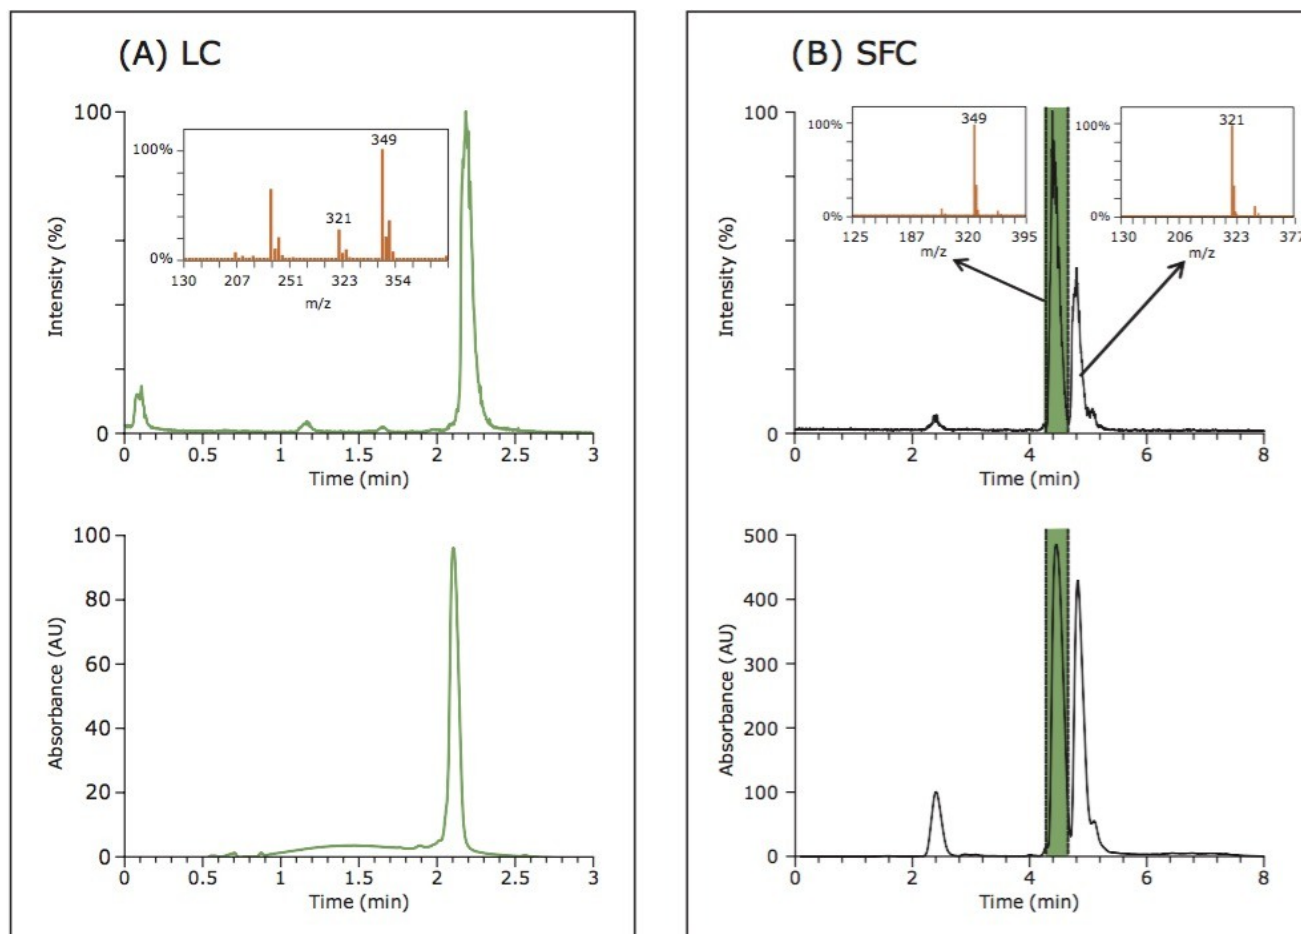 (A) LC
100
Intensity (%)
0
100%
0%
349
321
130 207 251 323 354
m/z
0 0.5 1 1.5 2 2.5 3
Time (min)
100
80
60
40
20
0
Absorbance (AU)
0 0.5 1 1.5 2 2.5 3
Time (min)
(B) SFC
100
Intensity (%)
0
100%
0%
349
125 187 320 395
m/z
100%
0%
321
130 206 323 377
m/z
0 2 4 6 8
Time (min)
500
400
300
200
100
0
Absorbance (AU)
0 2 4 6 8
Time (min)